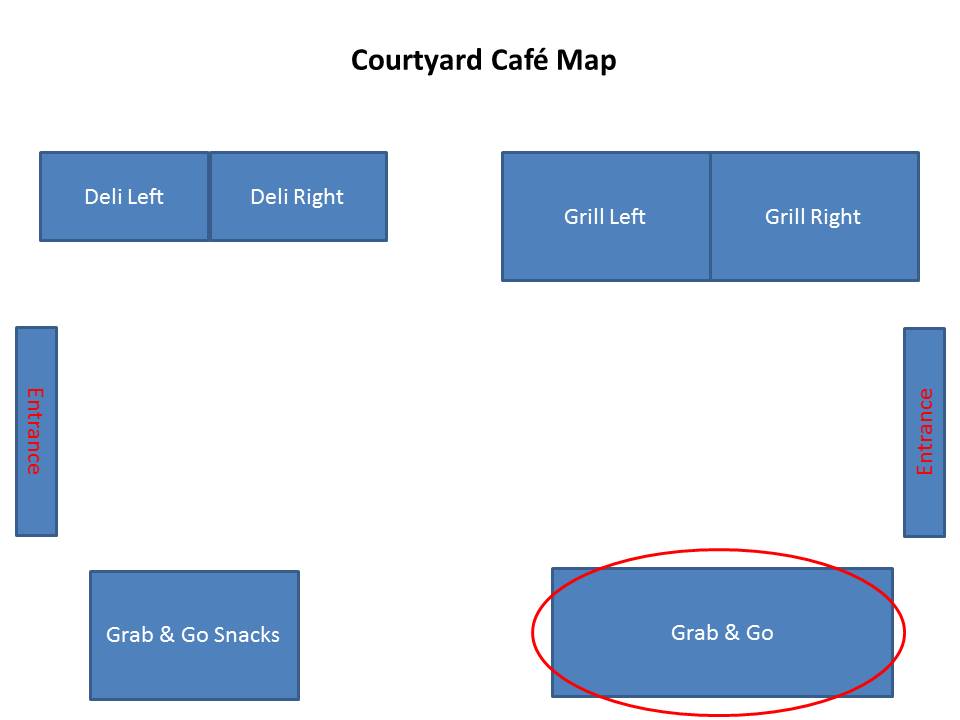 Courtyard Café Map
Deli Left
Deli Right
Grill Left
Grill Right
Entrance
Entrance
Grab & Go Snacks
Grab & Go